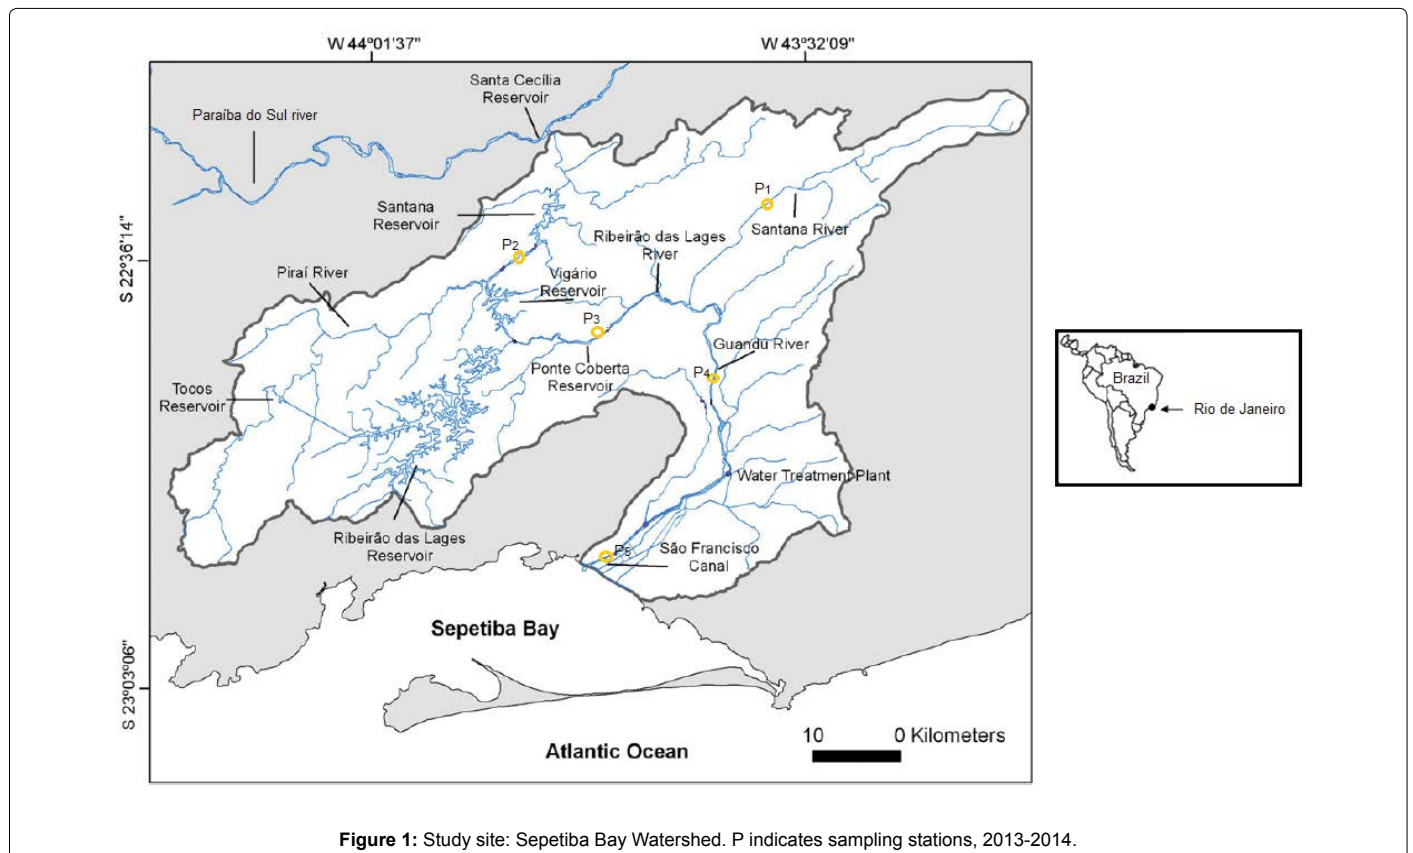 W 44º01'37"
W 43º32'09"
Santa Cecília
Reservoir
Paraíba do Sul river
P1
Santana
Reservoir
Santana River
S 22º36'14"
P2
Ribeirão das Lages
River
Piraí River
Vigário
Reservoir
P3
Guandú River
Ponte Coberta
Reservoir
P4
Tocos
Reservoir
Brazil
Rio de Janeiro
Water Treatment Plant
Ribeirão das Lages
Reservoir
P5
São Francisco
Canal
Sepetiba Bay
S 23º03'06"
Atlantic Ocean
10 0 Kilometers
Figure 1: Study site: Sepetiba Bay Watershed. P indicates sampling stations, 2013-2014.